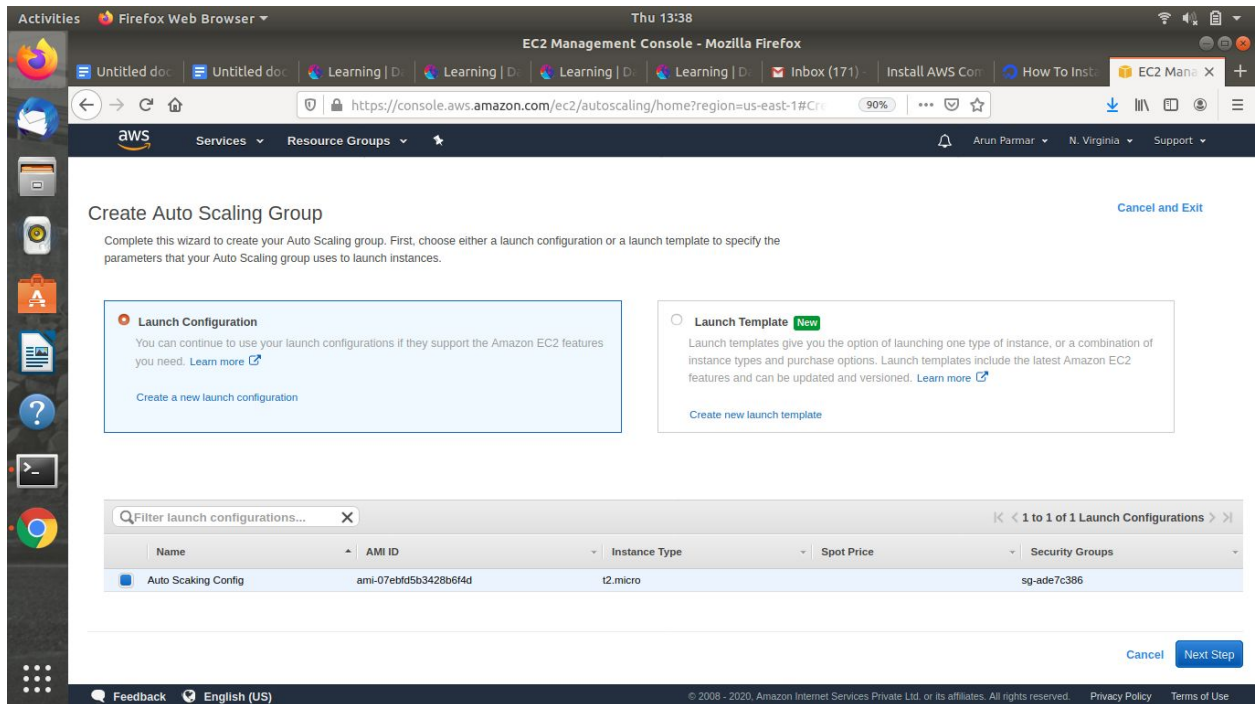 Activities Firefox Web Browser Thu 13:38
EC2 Management Console - Mozilla Firefox
Untitled doc Untitled doc Learning | D Learning | D Learning | D Learning | D Inbox (171) - Install AWS Com How To Insta EC2 Mana
https://console.aws.amazon.com/ec2/autoscaling/home?region=us-east-1#Cre 90%
aws Services Resource Groups Arun Parmar N. Virginia Support
Create Auto Scaling Group
Cancel and Exit
Complete this wizard to create your Auto Scaling group. First, choose either a launch configuration or a launch template to specify the
parameters that your Auto Scaling group uses to launch instances.
Launch Configuration
You can continue to use your launch configurations if they support the Amazon EC2 features
you need. Learn more
Create a new launch configuration
Launch Template New
Launch templates give you the option of launching one type of instance, or a combination of
instance types and purchase options. Launch templates include the latest Amazon EC2
features and can be updated and versioned. Learn more
Create new launch template
Filter launch configurations... 1 to 1 of 1 Launch Configurations
Name AMI ID Instance Type Spot Price Security Groups
Auto Scaking Config ami-07ebfd5b3428b6f4d t2.micro sg-ade7c386
Cancel Next Step
Feedback English (US) © 2008 - 2020, Amazon Internet Services Private Ltd. or its affiliates. All rights reserved. Privacy Policy Terms of Use